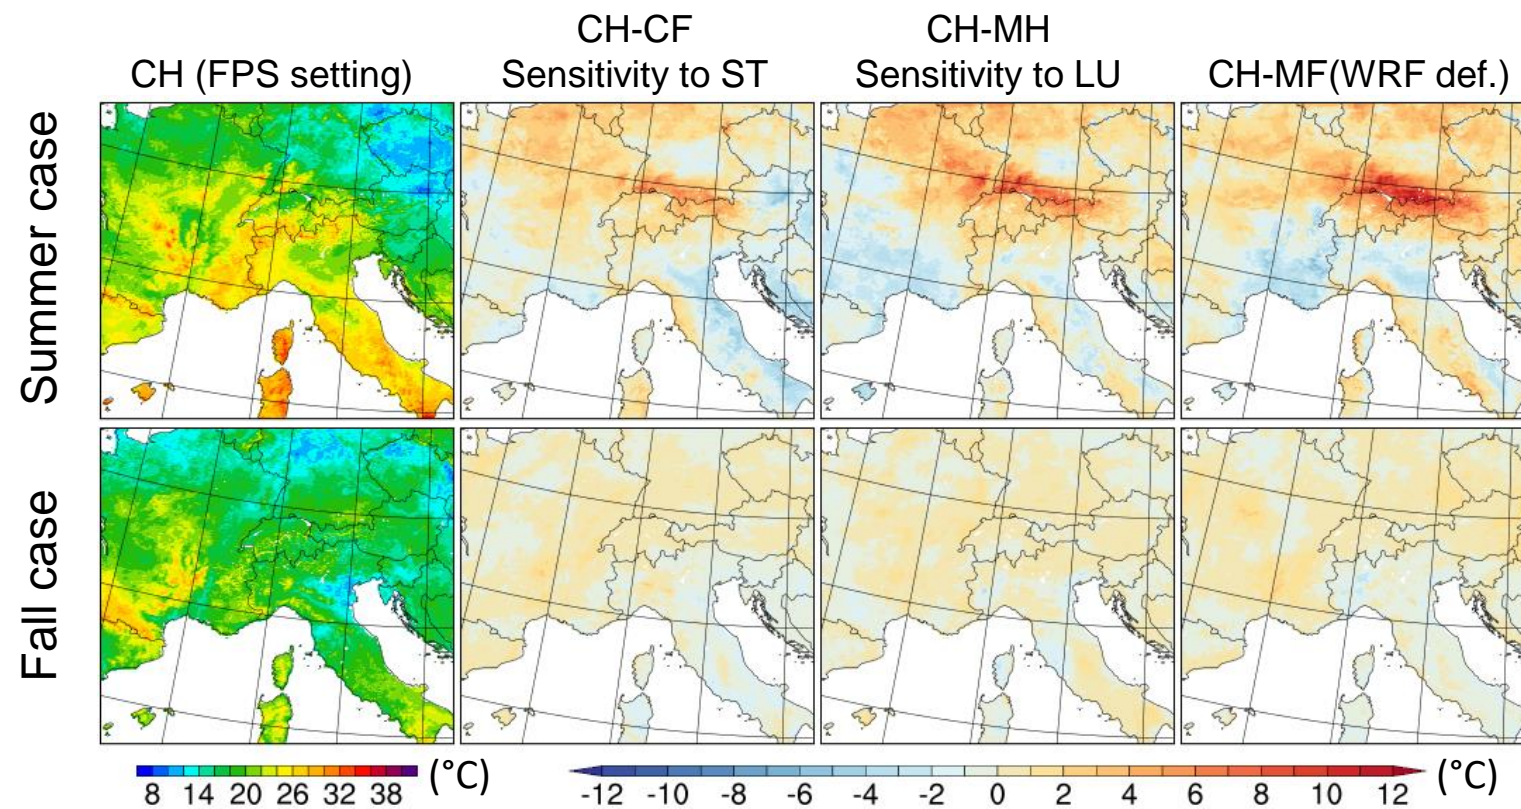 CH (FPS setting)
CH-CF
Sensitivity to ST
CH-MH
Sensitivity to LU
CH-MF(WRF def.)
Summer case
Fall case
8 14 20 26 32 38 (°C)
-12 -10 -8 -6 -4 -2 0 2 4 6 8 10 12 (°C)